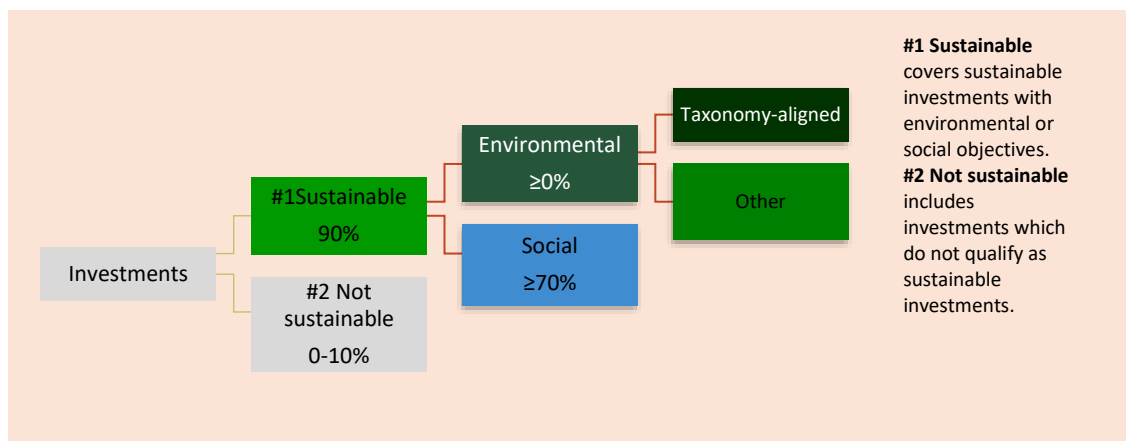 Investments
#1Sustainable
90%
#2 Not
sustainable
0-10%
Environmental
≥0%
Social
≥70%
Taxonomy-aligned
Other
#1 Sustainable
covers sustainable
investments with
environmental or
social objectives.
#2 Not sustainable
includes
investments which
do not qualify as
sustainable
investments.